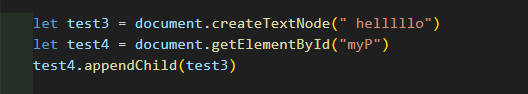 let test3 = document.createTextNode(" helllllo")
let test4 = document.getElementById("myP")
test4.appendChild(test3)